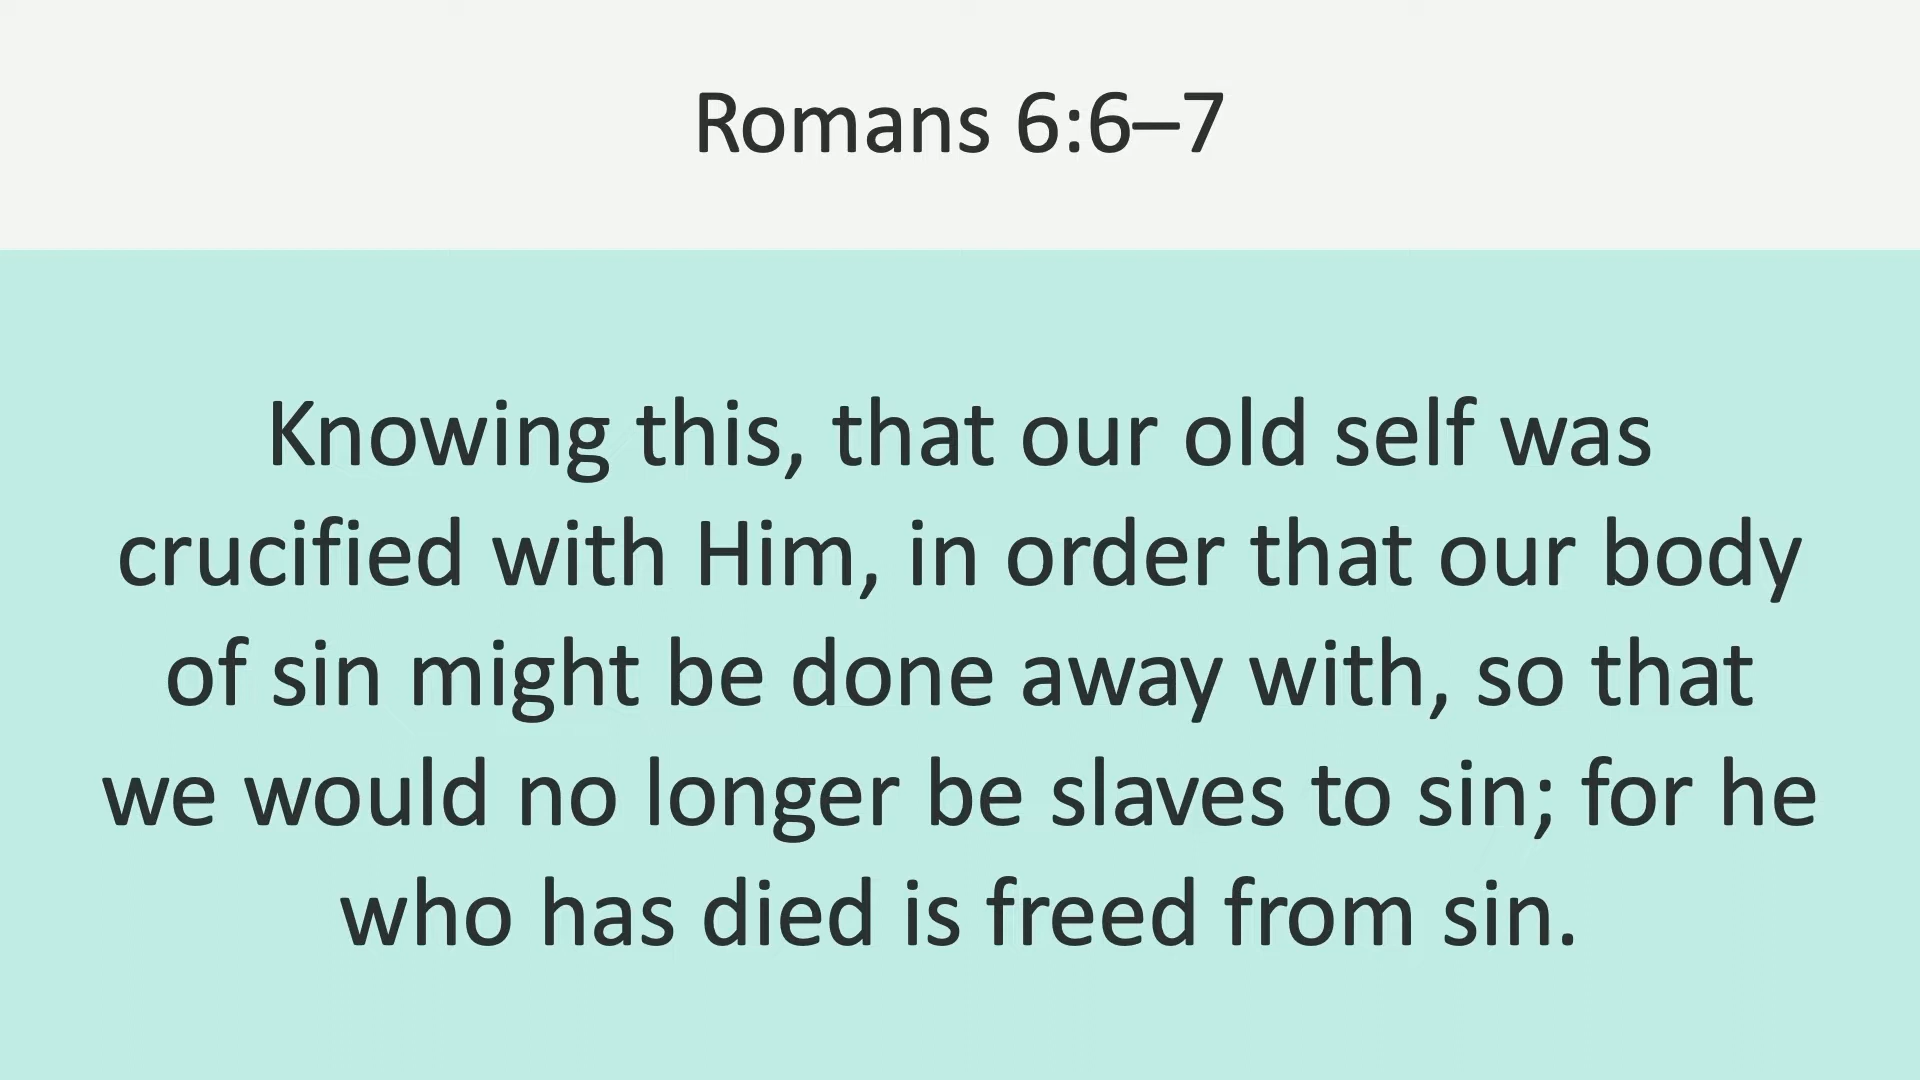 Romans 6:6–7
Knowing this, that our old self was
crucified with Him, in order that our body
of sin might be done away with, so that
we would no longer be slaves to sin; for he
who has died is freed from sin.